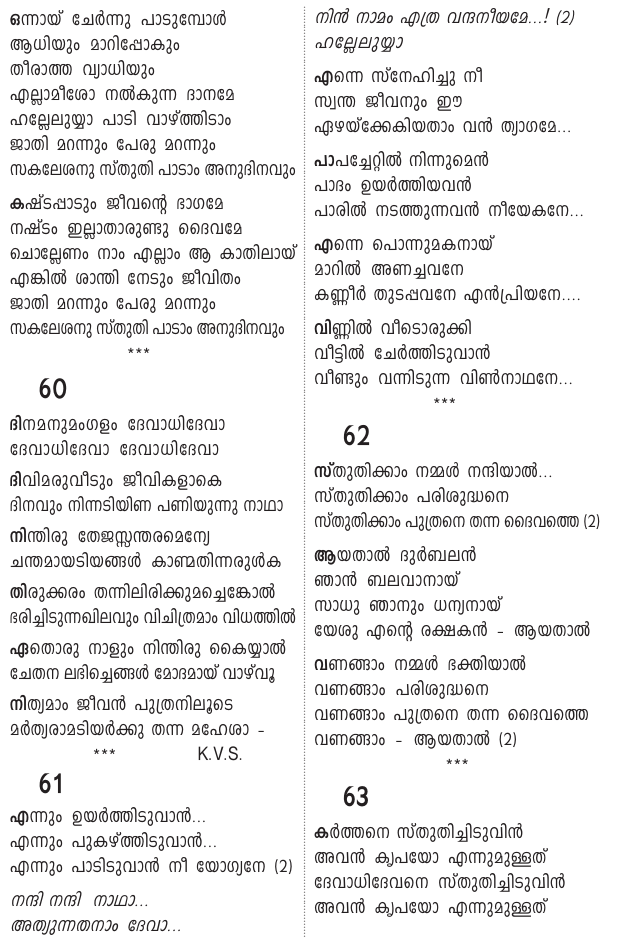 ഒന്നായ് ചേർന്നു പാടുമ്പോൾ
ആധിയും മാറിപ്പോകും
തീരാത്ത വ്യാധിയും
എല്ലാമീശോ നൽകുന്ന ദാനമേ
ഹല്ലേലുയ്യാ പാടി വാഴ്ത്തിടാം
ജാതി മറന്നും പേരു മറന്നും
സകലേശനു സ്തുതി പാടാം അനുദിനവും
കഷ്ടപ്പാടും ജീവന്റെ ഭാഗമേ
നഷ്ടം ഇല്ലാതാരുണ്ടു ദൈവമേ
ചൊല്ലേണം നാം എല്ലാം ആ കാതിലായ്
എങ്കിൽ ശാന്തി നേടും ജീവിതം
ജാതി മറന്നും പേരു മറന്നും
സകലേശനു സ്തുതി പാടാം അനുദിനവും
***
60
ദിനമനുമംഗളം ദേവാധിദേവാ
ദേവാധിദേവാ ദേവാധിദേവാ
ദിവിമരുവീടും ജീവികളാകെ
ദിനവും നിന്നടിയിണ പണിയുന്നു നാഥാ
നിന്തിരു തേജസ്സന്തരമെന്യേ
ചന്തമായടിയങ്ങൾ കാണ്മതിന്നരുൾക
തിരുക്കരം തന്നിലിരിക്കുമച്ചെങ്കോൽ
ഭരിച്ചിടുന്നഖിലവും വിചിത്രമാം വിധത്തിൽ
ഏതൊരു നാളും നിന്തിരു കൈയ്യാൽ
ചേതന ലഭിച്ചെങ്ങൾ മോദമായ് വാഴ്‌വൂ
നിത്യമാം ജീവൻ പുത്രനിലൂടെ
മർത്യരാമടിയർക്കു തന്ന മഹേശാ –
*** K.V.S.
61
എന്നും ഉയർത്തിടുവാൻ...
എന്നും പുകഴ്ത്തിടുവാൻ...
എന്നും പാടിടുവാൻ നീ യോഗ്യനേ (2)
നന്ദി നന്ദി നാഥാ...
അത്യുന്നതനാം ദേവാ...
നിൻ നാമം എത്ര വന്ദനീയമേ...! (2)
ഹല്ലേലുയ്യാ
എന്നെ സ്നേഹിച്ചു നീ
സ്വന്ത ജീവനും ഈ
ഏഴയ്ക്കേകിയതാം വൻ ത്യാഗമേ...
പാപച്ചേറ്റിൽ നിന്നുമെൻ
പാദം ഉയർത്തിയവൻ
പാരിൽ നടത്തുന്നവൻ നീയേകനേ...
എന്നെ പൊന്നുമകനായ്
മാറിൽ അണച്ചവനേ
കണ്ണീർ തുടപ്പവനേ എൻപ്രിയനേ....
വിണ്ണിൽ വീടൊരുക്കി
വീട്ടിൽ ചേർത്തിടുവാൻ
വീണ്ടും വന്നിടുന്ന വിൺനാഥനേ...
***
62
സ്തുതിക്കാം നമ്മൾ നന്ദിയാൽ...
സ്തുതിക്കാം പരിശുദ്ധനെ
സ്തുതിക്കാം പുത്രനെ തന്ന ദൈവത്തെ (2)
ആയതാൽ ദുർബലൻ
ഞാൻ ബലവാനായ്
സാധു ഞാനും ധന്യനായ്
യേശു എന്റെ രക്ഷകൻ – ആയതാൽ
വണങ്ങാം നമ്മൾ ഭക്തിയാൽ
വണങ്ങാം പരിശുദ്ധനെ
വണങ്ങാം പുത്രനെ തന്ന ദൈവത്തെ
വണങ്ങാം – ആയതാൽ (2)
***
63
കർത്തനെ സ്തുതിച്ചിടുവിൻ
അവൻ കൃപയോ എന്നുമുള്ളത്
ദേവാധിദേവനെ സ്തുതിച്ചിടുവിൻ
അവൻ കൃപയോ എന്നുമുള്ളത്